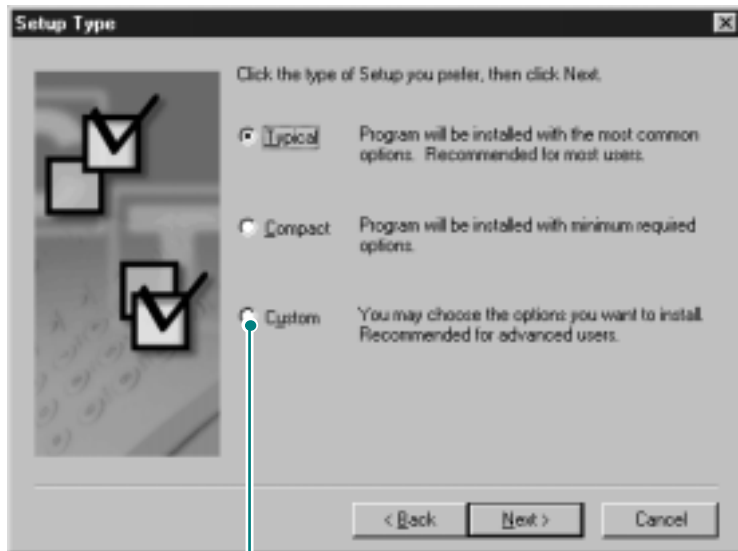 Setup Type
Click the type of Setup you prefer, then click Next.
Typical
Program will be installed with the most common
options. Recommended for most users.
Compact
Program will be installed with minimum required
options.
Custom
You may choose the options you want to install.
Recommended for advanced users.
< Back
Next >
Cancel